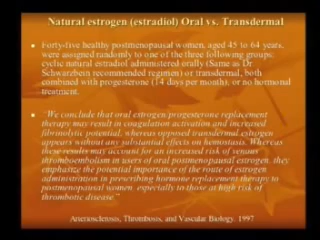 Natural estrogen (estradiol) Oral vs. Transdermal
Forty-five healthy postmenopausal women, aged 45 to 64 years,
were assigned randomly to one of the three following groups:
cyclic natural estradiol administered orally (Same as Dr.
Schwarzbein recommended regimen) or transdermal, both
combined with progesterone (14 days per month), or no hormonal
treatment.
"We conclude that oral estrogen/progesterone replacement
therapy may result in coagulation activation and increased
fibrinolytic potential, whereas opposed transdermal estrogen
appears without any substantial effects on hemostasis. Whereas
these results may account for an increased risk of venous
thromboembolism in users of oral postmenopausal estrogen, they
emphasize the potential importance of the route of estrogen
administration in prescribing hormone replacement therapy to
postmenopausal women, especially to those at high risk of
thrombotic disease."
Arteriosclerosis, Thrombosis, and Vascular Biology. 1997